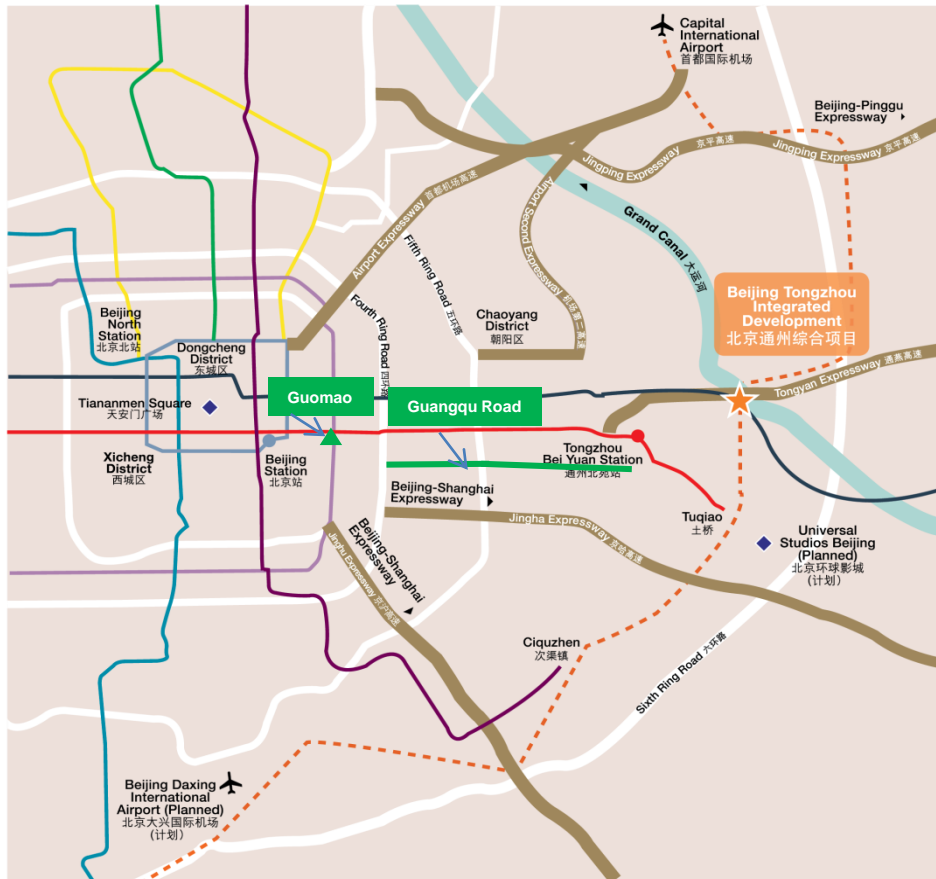 Capital
International
Airport
首都国际机场
Beijing-Pinggu
Expressway
Jingping Expressway 京平高速
Jingping Expressway 京平高速
Airport Expressway 首都机场高速
Airport Second Expressway 机场第二高速
Grand Canal 大运河
Fifth Ring Road 五环路
Fourth Ring Road 四环路
Beijing
North
Station
北京北站
Chaoyang
District
朝阳区
Beijing Tongzhou
Integrated
Development
北京通州综合项目
Dongcheng
District
东城区
Tongyan Expressway 通燕高速
Guomao
Guangqu Road
Tiananmen Square
天安门广场
Xicheng
District
西城区
Beijing
Station
北京站
Tongzhou
Bei Yuan Station
通州北苑站
Beijing-Shanghai
Expressway
Jingha Expressway 京哈高速
Tuqiao
土桥
Universal
Studios Beijing
(Planned)
北京环球影城
(计划)
Beijing-Shanghai
Expressway
Jinghu Expressway 京沪高速
Ciquzhen
次渠镇
Sixth Ring Road 六环路
Beijing Daxing
International
Airport (Planned)
北京大兴国际机场
(计划)